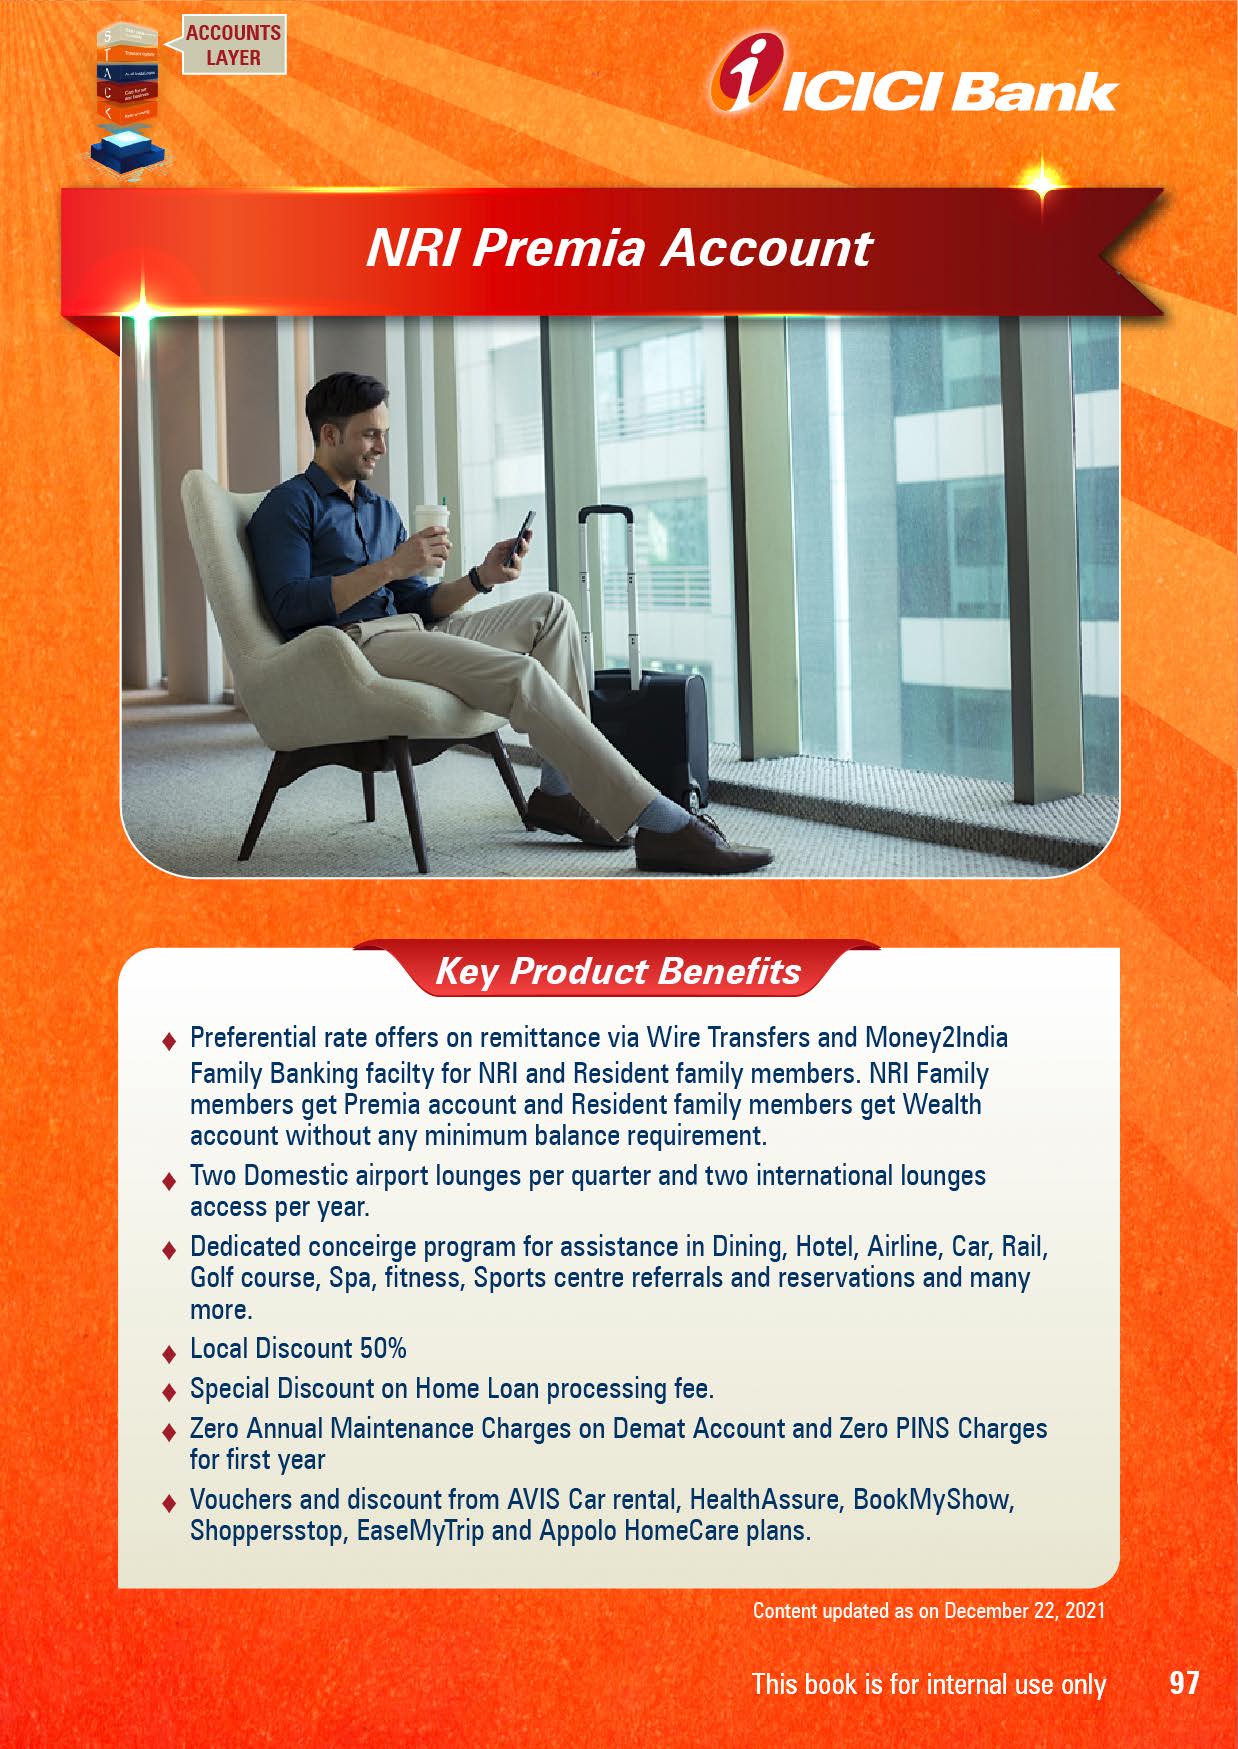 S
T
A
C
K
ACCOUNTS
LAYER
i ICICI Bank
NRI Premia Account
Key Product Benefits
♦ Preferential rate offers on remittance via Wire Transfers and Money2India
Family Banking facilty for NRI and Resident family members. NRI Family
members get Premia account and Resident family members get Wealth
account without any minimum balance requirement.
♦ Two Domestic airport lounges per quarter and two international lounges
access per year.
♦ Dedicated conceirge program for assistance in Dining, Hotel, Airline, Car, Rail,
Golf course, Spa, fitness, Sports centre referrals and reservations and many
more.
♦ Local Discount 50%
♦ Special Discount on Home Loan processing fee.
♦ Zero Annual Maintenance Charges on Demat Account and Zero PINS Charges
for first year
♦ Vouchers and discount from AVIS Car rental, HealthAssure, BookMyShow,
Shoppersstop, EaseMyTrip and Appolo HomeCare plans.
Content updated as on December 22, 2021
This book is for internal use only 97